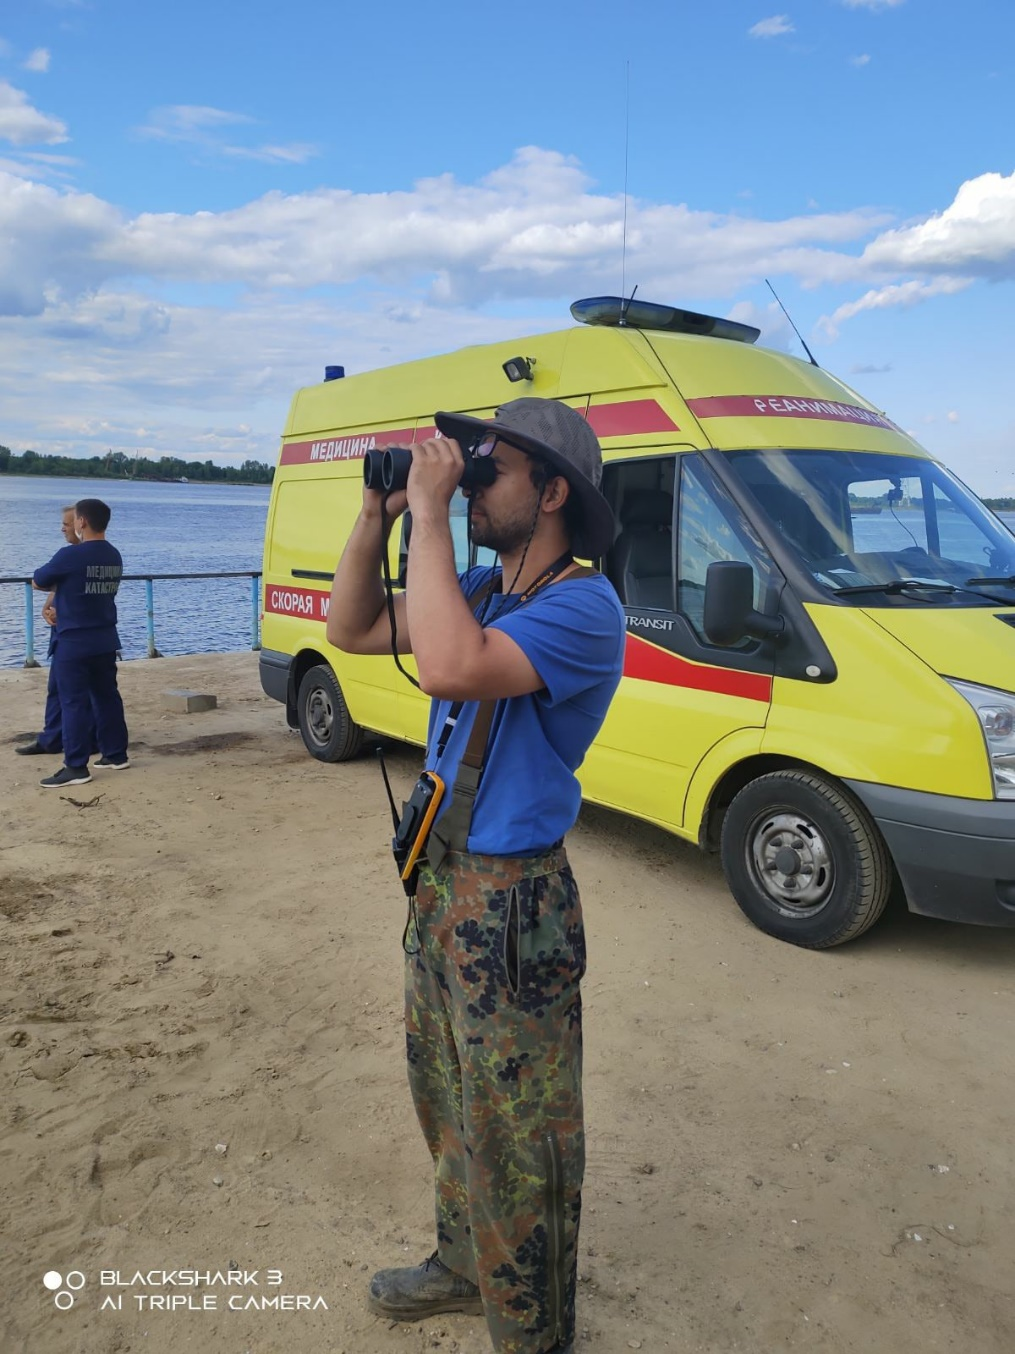 РЕАНИМАЦИЯ
МЕДИЦИНА К
МЕДИЦИНА
КАТАСТРОФ
СКОРАЯ М
TRANSIT
BLACKSHARK 3
AI TRIPLE CAMERA